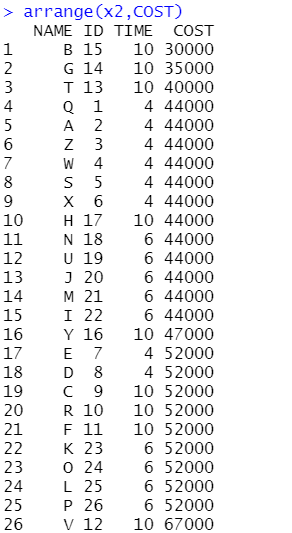 > arrange(x2,COST)
   NAME ID TIME  COST
1     B 15   10 30000
2     G 14   10 35000
3     T 13   10 40000
4     Q  1    4 44000
5     A  2    4 44000
6     Z  3    4 44000
7     W  4    4 44000
8     S  5    4 44000
9     X  6    4 44000
10    H 17   10 44000
11    N 18    6 44000
12    U 19    6 44000
13    J 20    6 44000
14    M 21    6 44000
15    I 22    6 44000
16    Y 16   10 47000
17    E  7    4 52000
18    D  8    4 52000
19    C  9   10 52000
20    R 10   10 52000
21    F 11   10 52000
22    K 23    6 52000
23    O 24    6 52000
24    L 25    6 52000
25    P 26    6 52000
26    V 12   10 67000